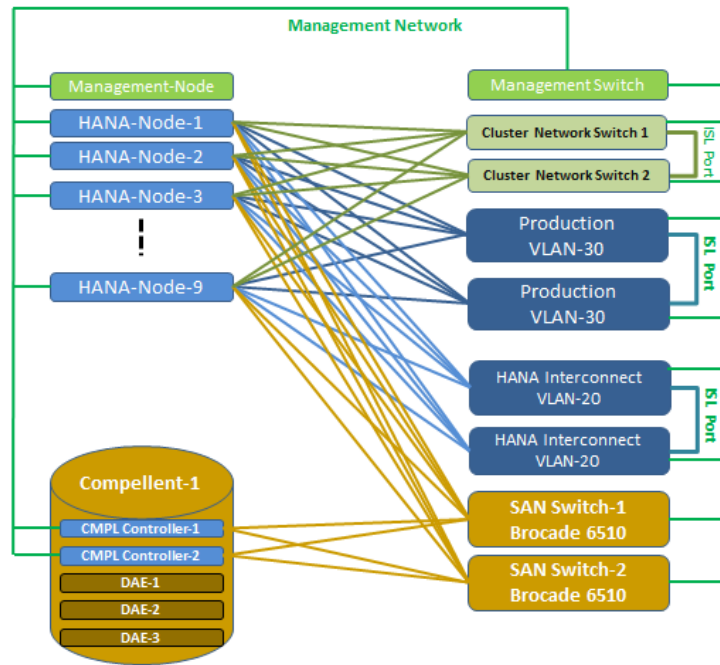 Management Network
Management-Node
HANA-Node-1
HANA-Node-2
HANA-Node-3
HANA-Node-9
Compellent-1
CMPL Controller-1
CMPL Controller-2
DAE-1
DAE-2
DAE-3
Management Switch
Cluster Network Switch 1
Cluster Network Switch 2
ISL Port
Production
VLAN-30
Production
VLAN-30
ISL Port
HANA Interconnect
VLAN-20
HANA Interconnect
VLAN-20
ISL Port
SAN Switch-1
Brocade 6510
SAN Switch-2
Brocade 6510